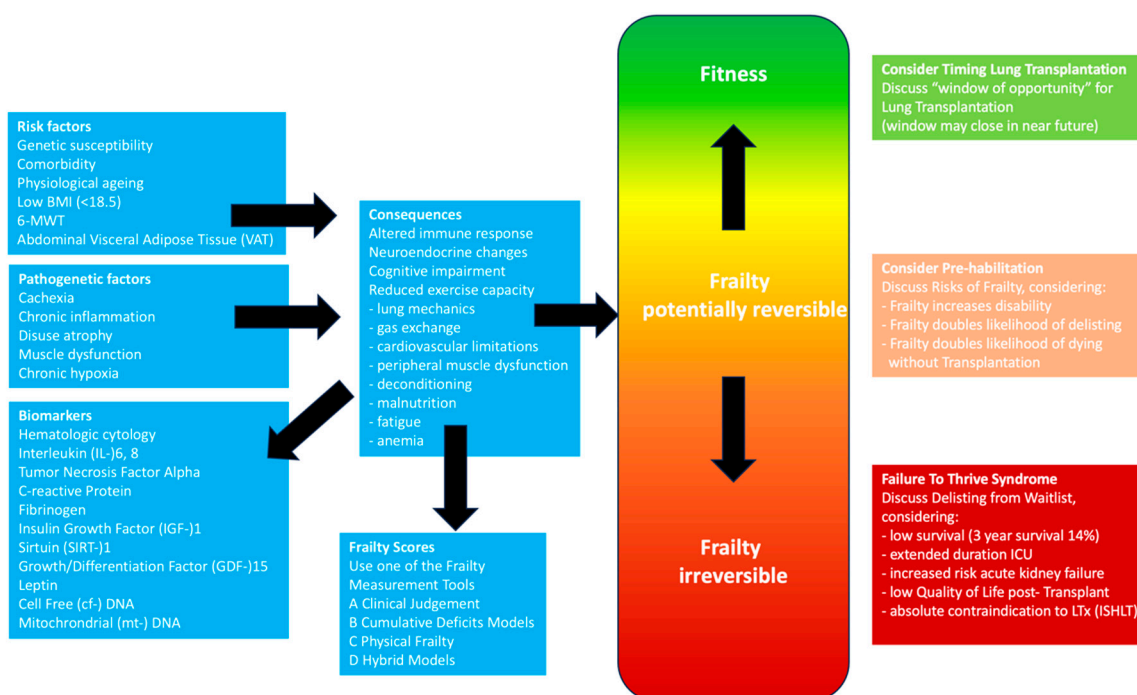 Risk factors
Genetic susceptibility
Comorbidity
Physiological ageing
Low BMI (<18.5)
6-MWT
Abdominal Visceral Adipose Tissue (VAT)
Pathogenetic factors
Cachexia
Chronic inflammation
Disuse atrophy
Muscle dysfunction
Chronic hypoxia
Biomarkers
Hematologic cytology
Interleukin (IL-)6, 8
Tumor Necrosis Factor Alpha
C-reactive Protein
Fibrinogen
Insulin Growth Factor (IGF-)1
Sirtuin (SIRT-)1
Growth/Differentiation Factor (GDF-)15
Leptin
Cell Free (cf-) DNA
Mitochrondrial (mt-) DNA
Consequences
Altered immune response
Neuroendocrine changes
Cognitive impairment
Reduced exercise capacity
- lung mechanics
- gas exchange
- cardiovascular limitations
- peripheral muscle dysfunction
- deconditioning
- malnutrition
- fatigue
- anemia
Frailty Scores
Use one of the Frailty
Measurement Tools
A Clinical Judgement
B Cumulative Deficits Models
C Physical Frailty
D Hybrid Models
Fitness
Frailty
potentially reversible
Frailty
irreversible
Consider Timing Lung Transplantation
Discuss “window of opportunity” for
Lung Transplantation
(window may close in near future)
Consider Pre-habilitation
Discuss Risks of Frailty, considering:
- Frailty increases disability
- Frailty doubles likelihood of delisting
- Frailty doubles likelihood of dying
without Transplantation
Failure To Thrive Syndrome
Discuss Delisting from Waitlist,
considering:
- low survival (3 year survival 14%)
- extended duration ICU
- increased risk acute kidney failure
- low Quality of Life post- Transplant
- absolute contraindication to LTx (ISHLT)